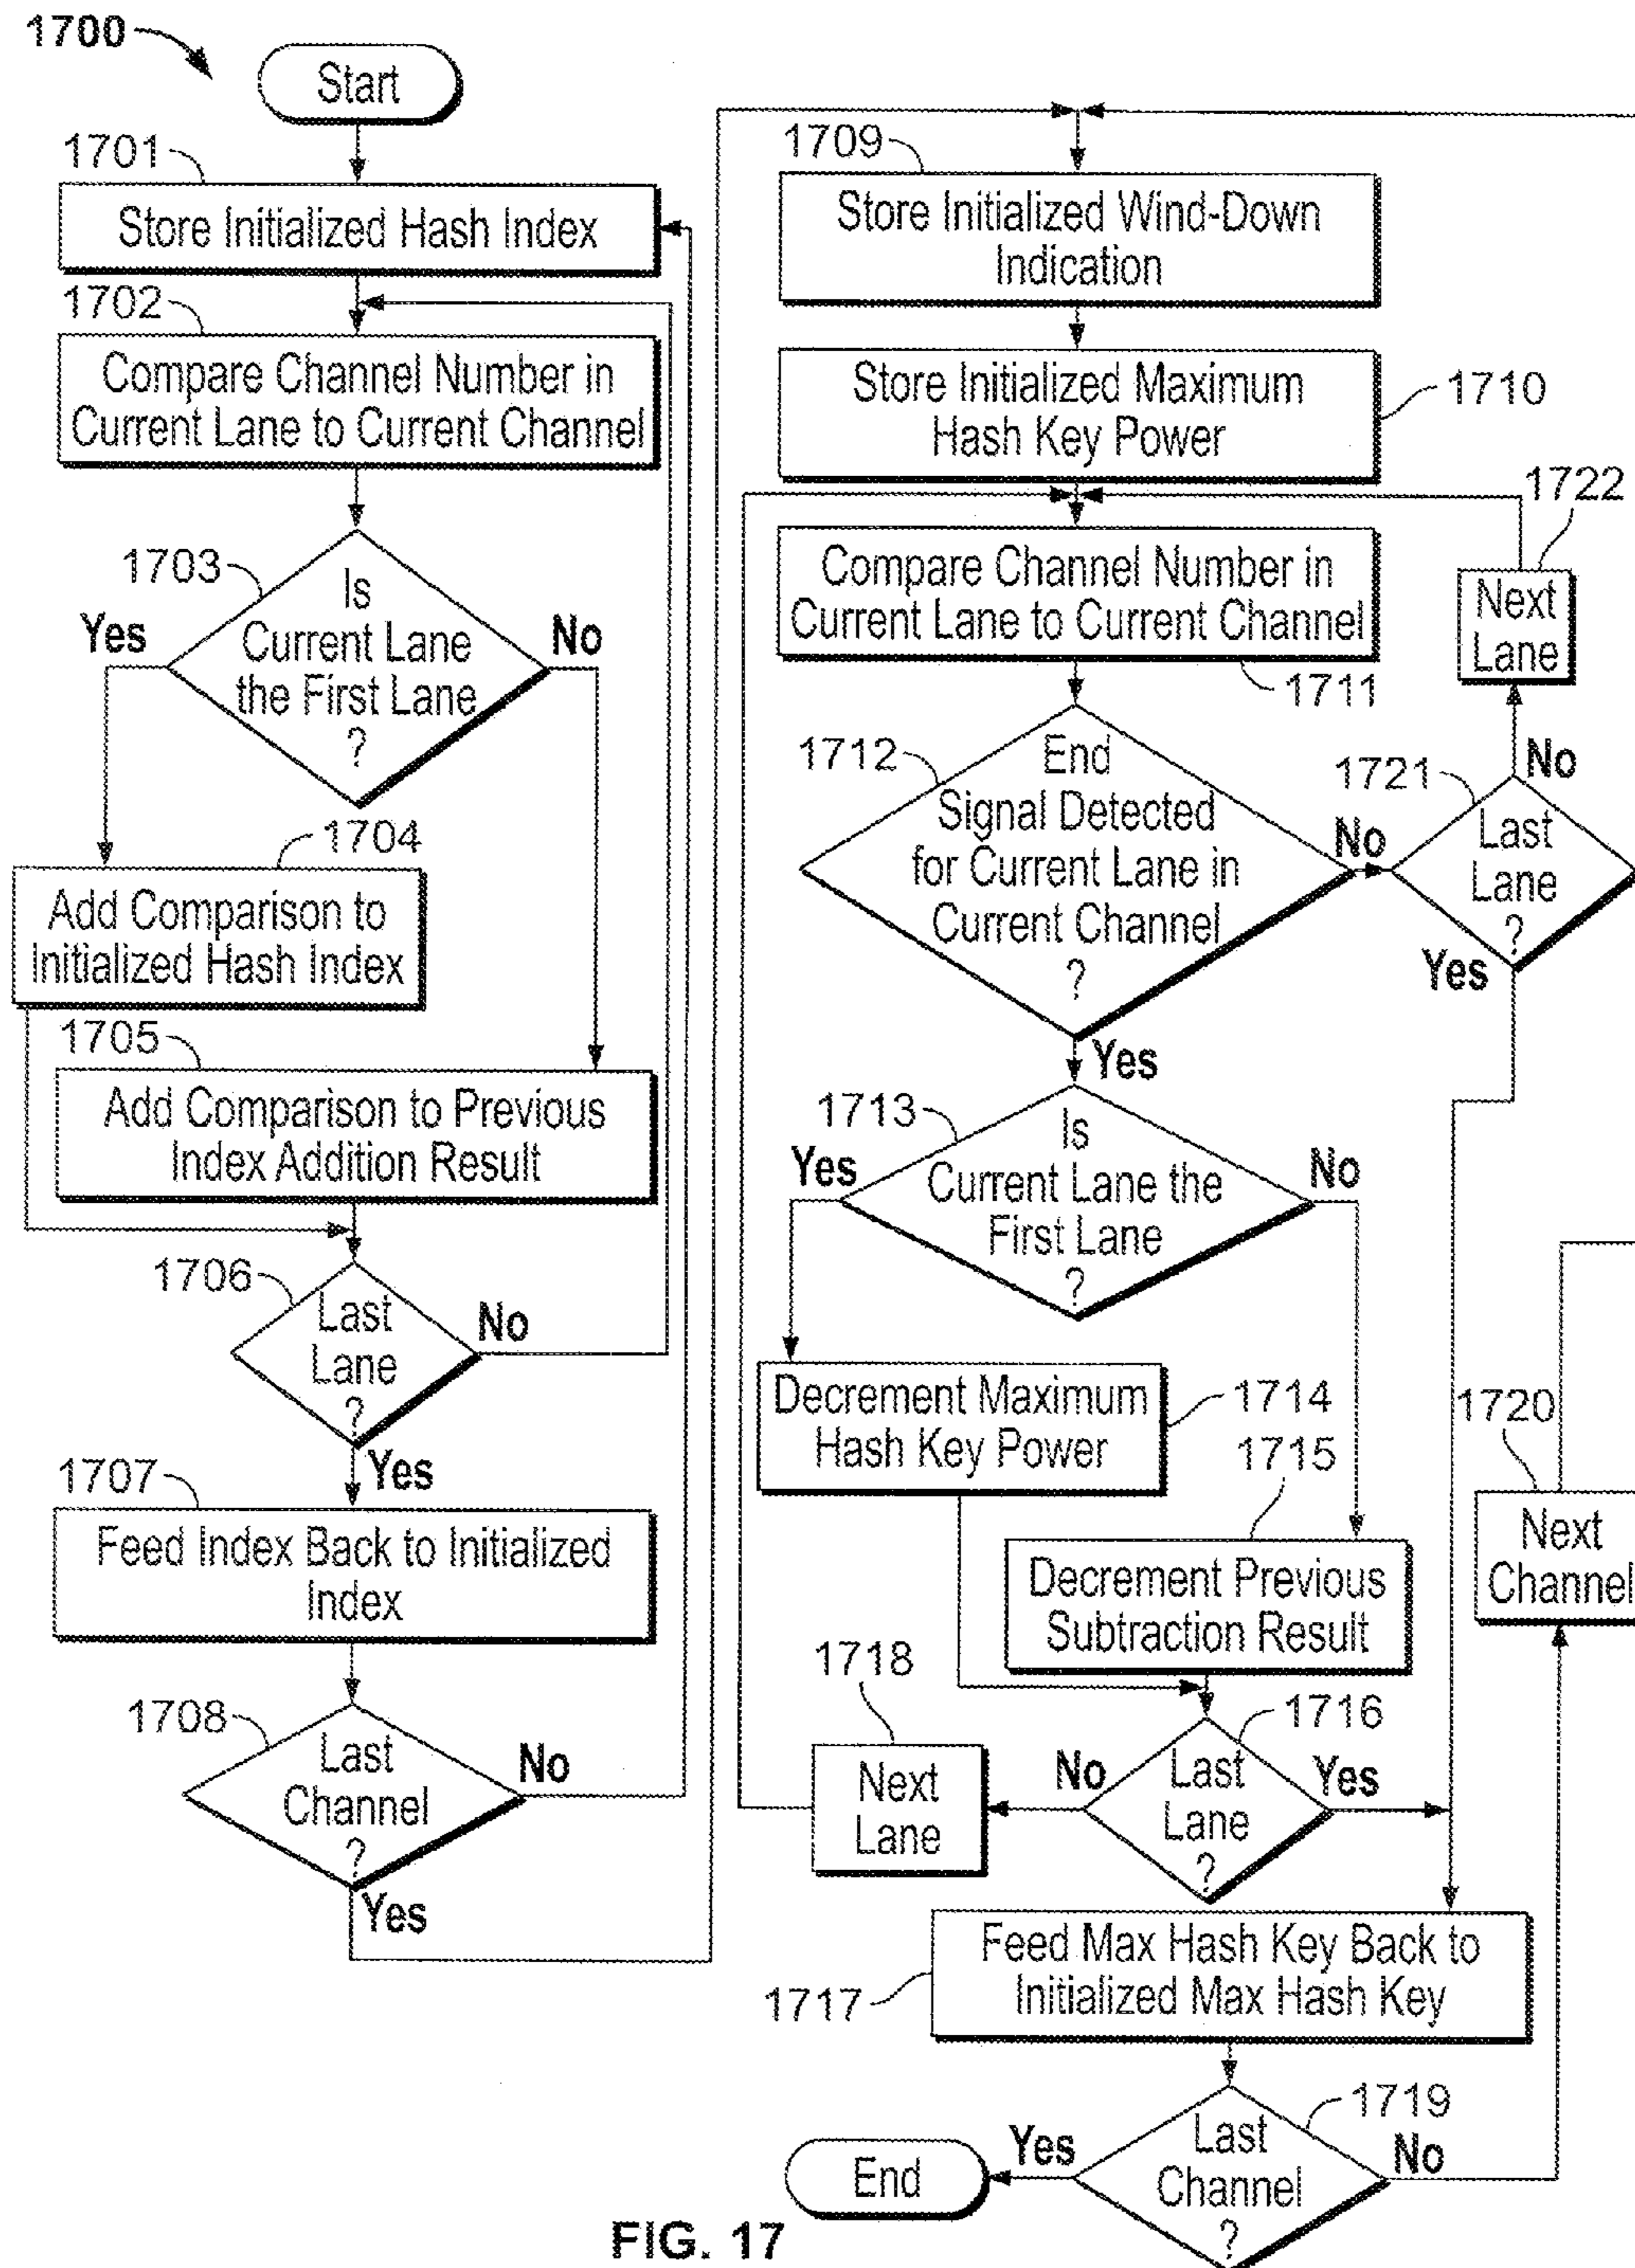 1700
Start
1701
Store Initialized Hash Index
1702
Compare Channel Number in
Current Lane to Current Channel
1703
Is
Current Lane
the First Lane
?
Yes
No
1704
Add Comparison to
Initialized Hash Index
1705
Add Comparison to Previous
Index Addition Result
1706
Last
Lane
?
No
Yes
1707
Feed Index Back to Initialized
Index
1708
Last
Channel
?
No
Yes
1709
Store Initialized Wind-Down
Indication
Store Initialized Maximum
Hash Key Power
1710
1722
Next
Lane
Compare Channel Number in
Current Lane to Current Channel
1711
1712
End
Signal Detected
for Current Lane in
Current Channel
?
No
Yes
1721
No
Last
Lane
?
Yes
1713
Is
Current Lane the
First Lane
?
Yes
No
Decrement Maximum
Hash Key Power
1714
1715
Decrement Previous
Subtraction Result
1720
Next
Channel
1718
Next
Lane
1716
No
Last
Lane
?
Yes
Feed Max Hash Key Back to
Initialized Max Hash Key
1717
1719
Last
Channel
?
Yes
No
End
FIG. 17